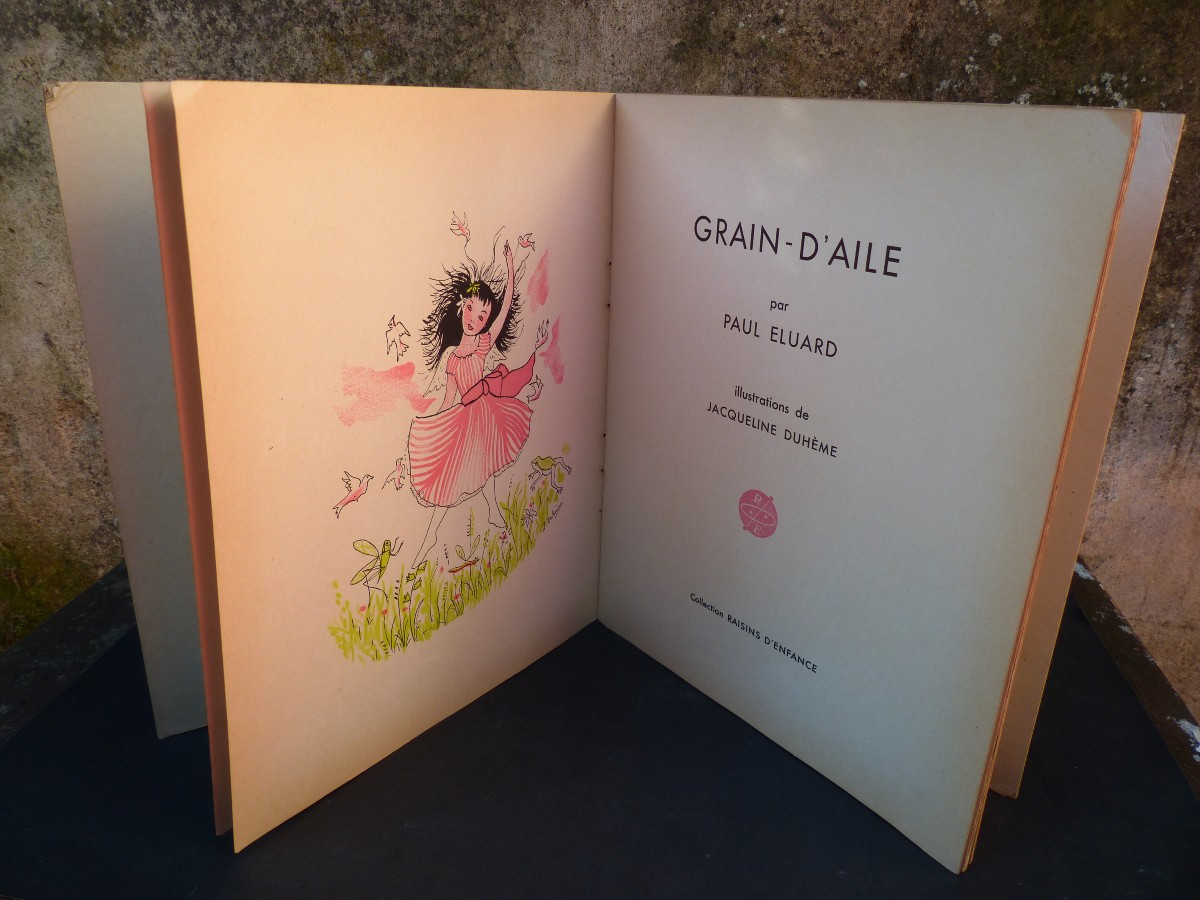 GRAIN-D'AILE
par
PAUL ELUARD
illustrations de
JACQUELINE DUHÈME
R
P
Collection RAISINS D'ENFANCE